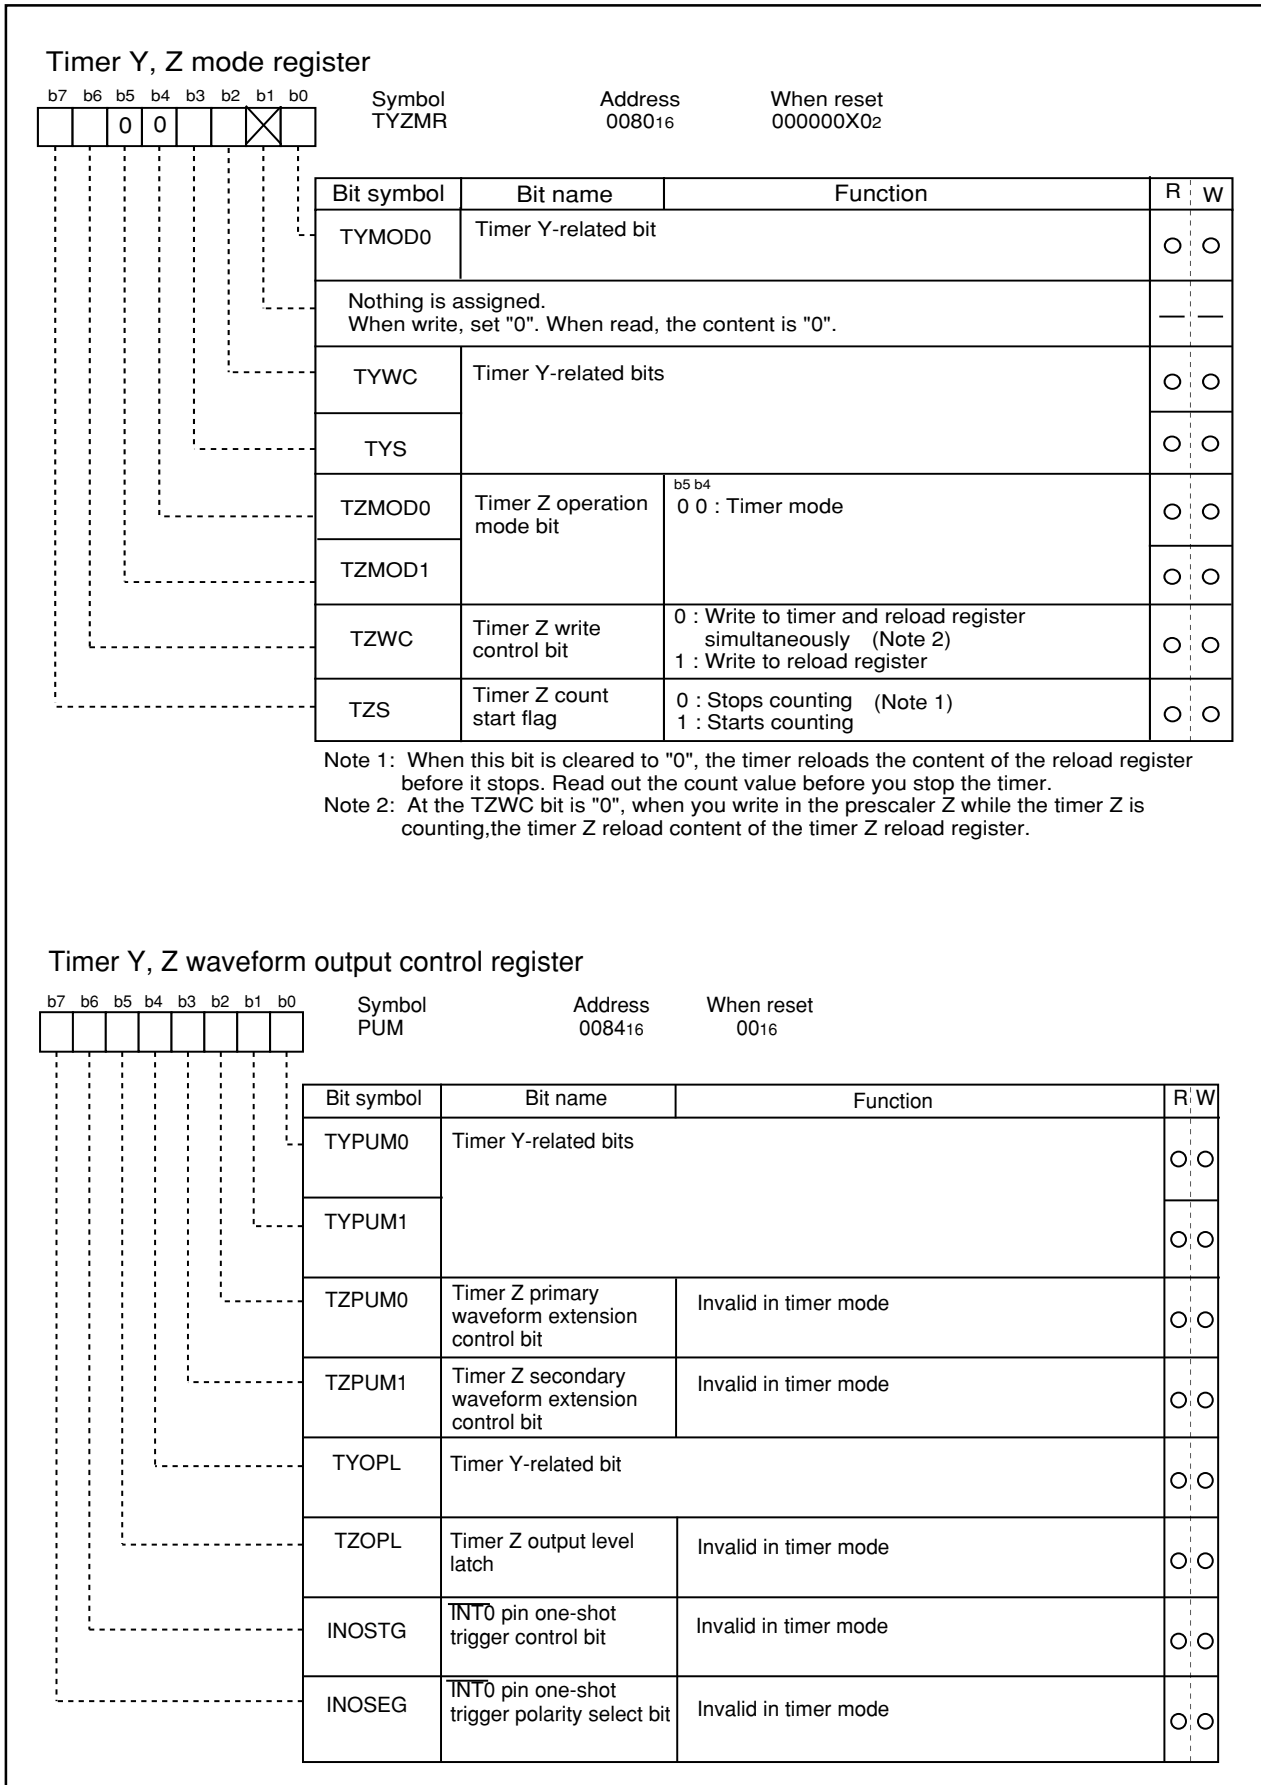 Timer Y, Z mode register
b7 b6 b5 b4 b3 b2 b1 b0
Symbol Address When reset
TYZMR 008016 000000X02
0 0
Bit symbol Bit name Function R W
TYMOD0 Timer Y-related bit
Nothing is assigned.
When write, set "0". When read, the content is "0".
TYWC Timer Y-related bits
TYS
b5 b4
TZMOD0 Timer Z operation 0 0 : Timer mode
mode bit
TZMOD1
0 : Write to timer and reload register
TZWC Timer Z write simultaneously (Note 2)
control bit 1 : Write to reload register
TZS Timer Z count 0 : Stops counting (Note 1)
start flag 1 : Starts counting
Note 1: When this bit is cleared to "0", the timer reloads the content of the reload register
before it stops. Read out the count value before you stop the timer.
Note 2: At the TZWC bit is "0", when you write in the prescaler Z while the timer Z is
counting,the timer Z reload content of the timer Z reload register.
Timer Y, Z waveform output control register
b7 b6 b5 b4 b3 b2 b1 b0
Symbol Address When reset
PUM 008416 0016
Bit symbol Bit name Function R W
TYPUM0 Timer Y-related bits
TYPUM1
TZPUM0 Timer Z primary Invalid in timer mode
waveform extension
control bit
TZPUM1 Timer Z secondary Invalid in timer mode
waveform extension
control bit
TYOPL Timer Y-related bit
TZOPL Timer Z output level Invalid in timer mode
latch
INOSTG INT0 pin one-shot Invalid in timer mode
trigger control bit
INOSEG INT0 pin one-shot Invalid in timer mode
trigger polarity select bit